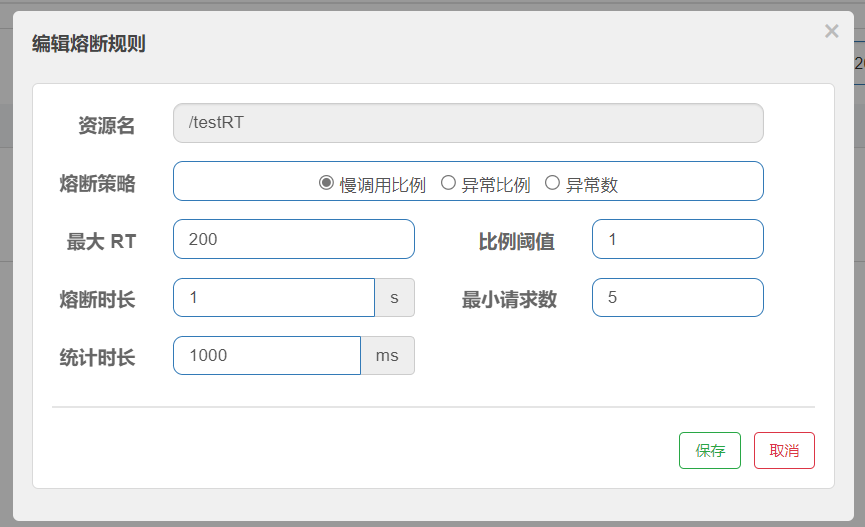 编辑熔断规则
×
20
资源名 /testRT
熔断策略 慢调用比例 异常比例 异常数
最大 RT 200 比例阈值 1
熔断时长 1 s 最小请求数 5
统计时长 1000 ms
保存 取消